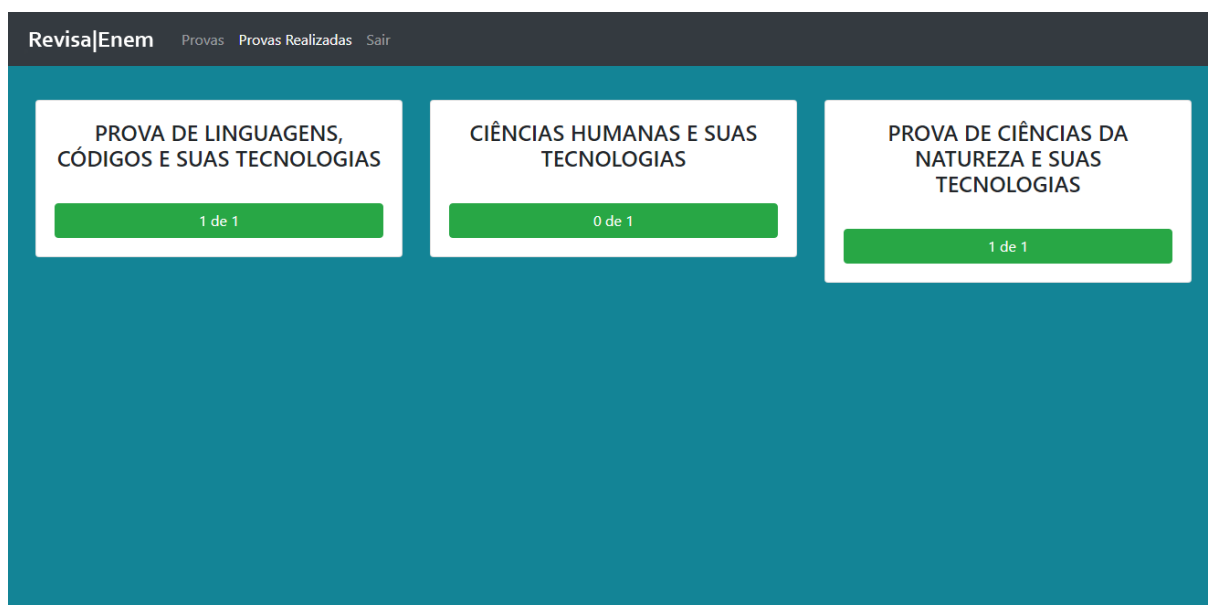 Revisa|Enem Provas Provas Realizadas Sair
PROVA DE LINGUAGENS,
CÓDIGOS E SUAS TECNOLOGIAS
1 de 1
CIÊNCIAS HUMANAS E SUAS
TECNOLOGIAS
0 de 1
PROVA DE CIÊNCIAS DA
NATUREZA E SUAS
TECNOLOGIAS
1 de 1